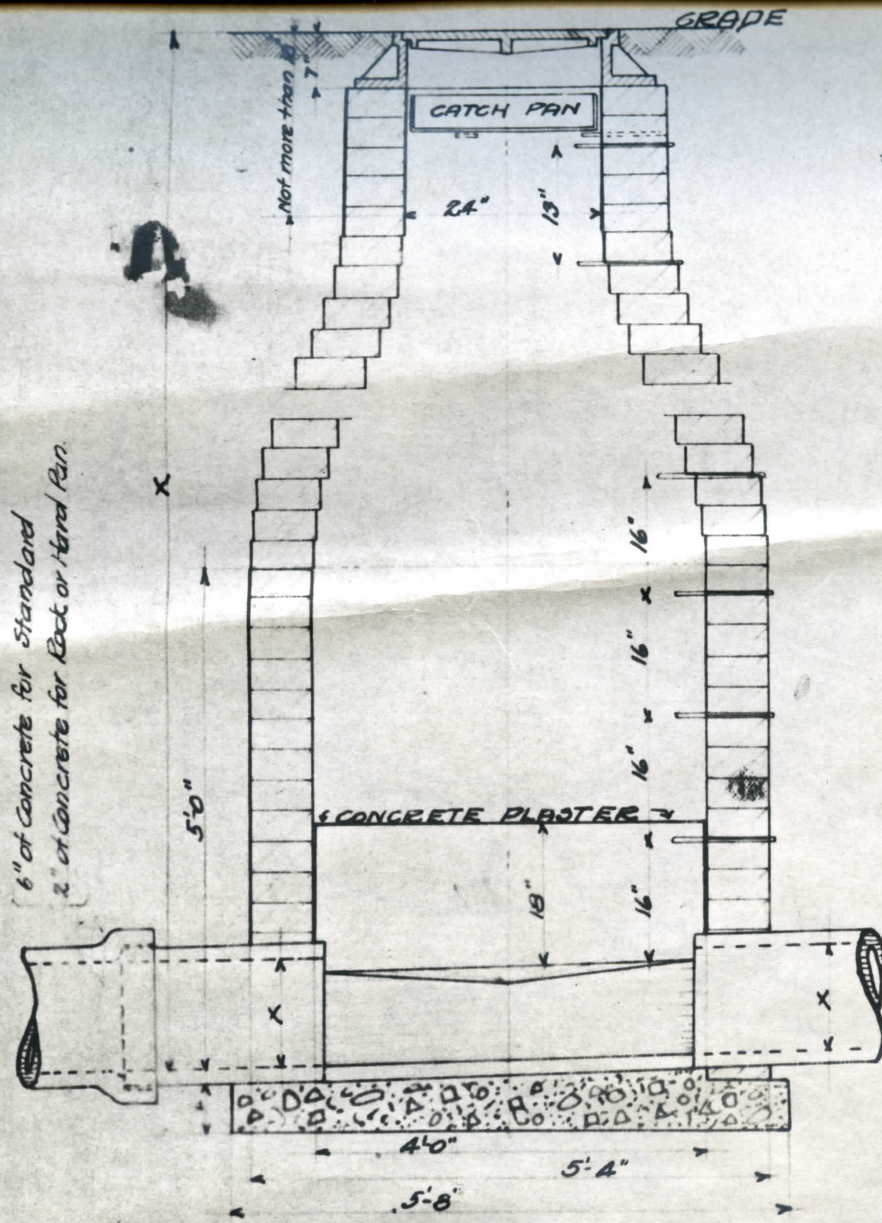 GRADE
7"
Not more than
CATCH PAN
24"
13"
X
16"
6" of Concrete for Standard
2" of Concrete for Rock or Hard Pan.
16"
16"
5'-0"
CONCRETE PLASTER
18"
16"
X
X
4'-0"
5'-4"
5'-8"